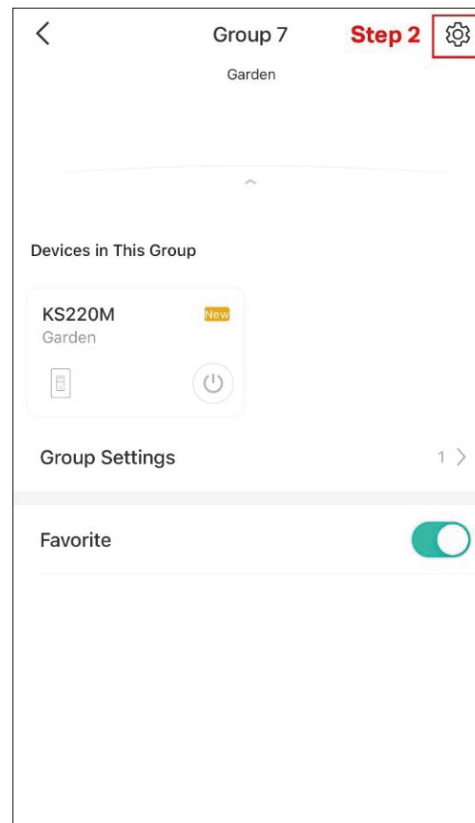 Group 7
Step 2
Garden
Devices in This Group
KS220M
New
Garden
Group Settings
1
Favorite